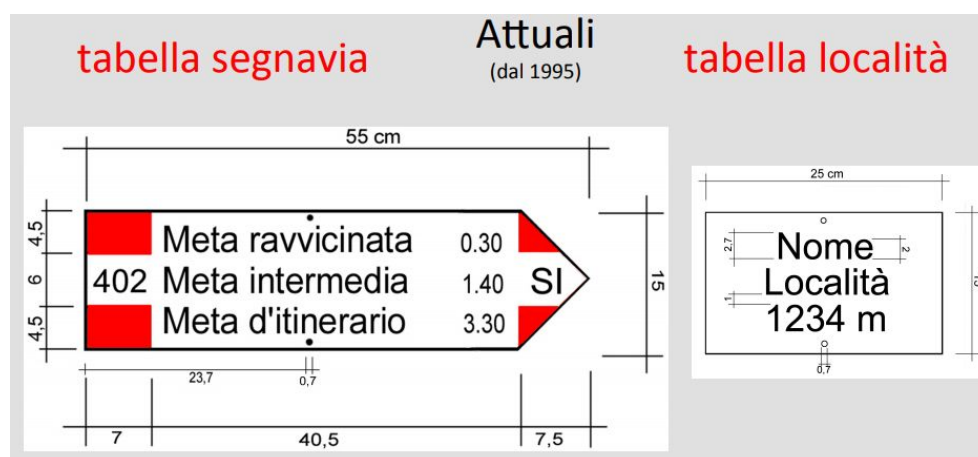 tabella segnavia
Attuali
(dal 1995)
tabella località
55 cm
4,5
6
4,5
402
Meta ravvicinata 0.30
Meta intermedia 1.40
Meta d'itinerario 3.30
SI
15
23,7
0,7
7
40,5
7,5
25 cm
2,7
2
1
Nome
Località
1234 m
0,7